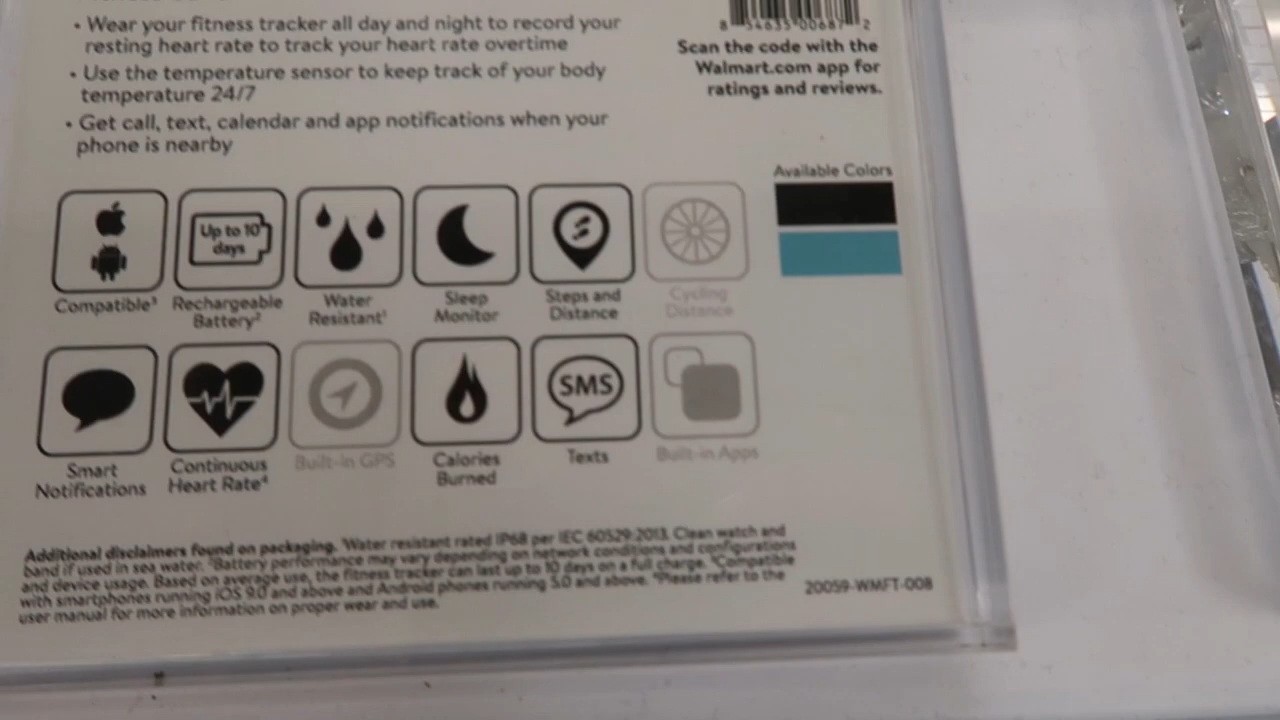 • Wear your fitness tracker all day and night to record your
resting heart rate to track your heart rate overtime
• Use the temperature sensor to keep track of your body
temperature 24/7
• Get call, text, calendar and app notifications when your
phone is nearby
Scan the code with the
Walmart.com app for
ratings and reviews.
Available Colors
Up to 10
days
Compatible³
Rechargeable
Battery²
Water
Resistant¹
Sleep
Monitor
Steps and
Distance
Cycling
Distance
SMS
Smart
Notifications
Continuous
Heart Rate⁴
Built-in GPS
Calories
Burned
Texts
Built-in Apps
Additional disclaimers found on packaging. ¹Water resistant rated IP68 per IEC 60529:2013. Clean watch and
band if used in sea water. ²Battery performance may vary depending on network conditions and configurations
and device usage. Based on average use, the fitness tracker can last up to 10 days on a full charge. ³Compatible
with smartphones running iOS 9.0 and above and Android phones running 5.0 and above. ⁴Please refer to the
user manual for more information on proper wear and use.
20059-WMFT-008